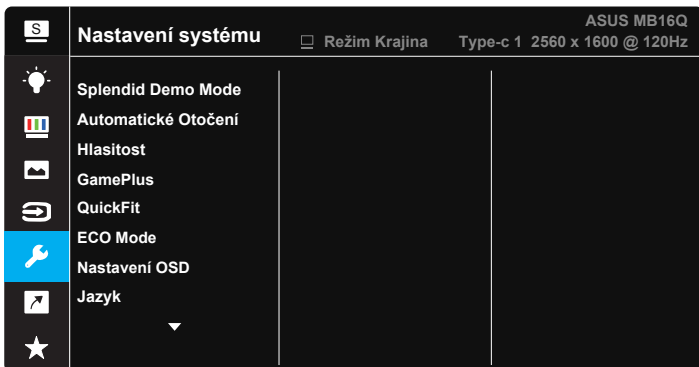 S
Nastavení systému
Režim Krajina
ASUS MB16Q
Type-c 1 2560 x 1600 @ 120Hz
Splendid Demo Mode
Automatické Otočení
Hlasitost
GamePlus
QuickFit
ECO Mode
Nastavení OSD
Jazyk